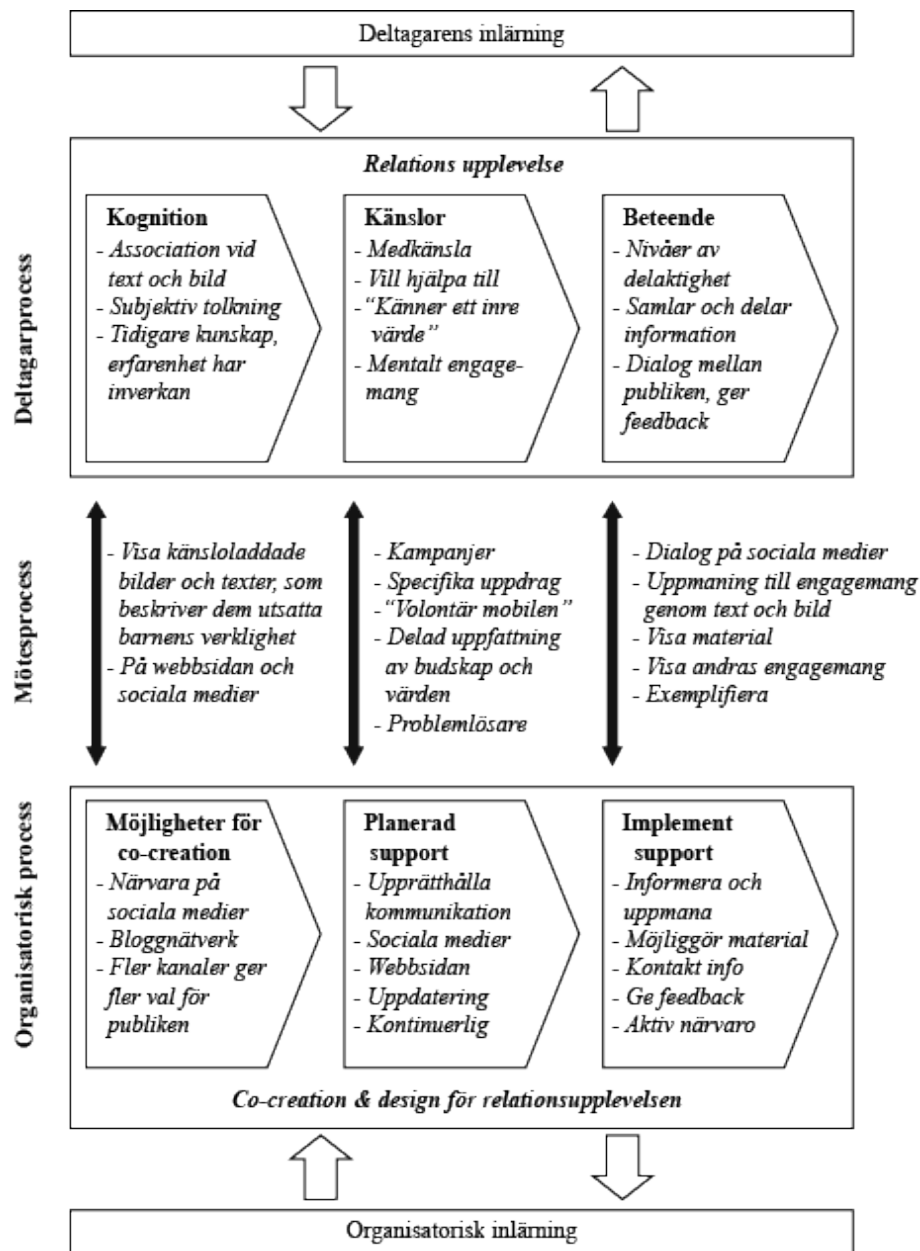 Deltagarens inlärning
Deltagarprocess
Relations upplevelse
Kognition
- Association vid
text och bild
- Subjektiv tolkning
- Tidigare kunskap,
erfarenhet har
inverkan
Känslor
- Medkänsla
- Vill hjälpa till
- “Känner ett inre
värde”
- Mentalt engage-
mang
Beteende
- Nivåer av
delaktighet
- Samlar och delar
information
- Dialog mellan
publiken, ger
feedback
Mötesprocess
- Visa känsloladdade
bilder och texter, som
beskriver dem utsatta
barnens verklighet
- På webbsidan och
sociala medier
- Kampanjer
- Specifika uppdrag
- “Volontär mobilen”
- Delad uppfattning
av budskap och
värden
- Problemlösare
- Dialog på sociala medier
- Uppmaning till engagemang
genom text och bild
- Visa material
- Visa andras engagemang
- Exemplifiera
Organisatorisk process
Möjligheter för
co-creation
- Närvara på
sociala medier
- Bloggnätverk
- Fler kanaler ger
fler val för
publiken
Planerad
support
- Upprätthålla
kommunikation
- Sociala medier
- Webbsidan
- Uppdatering
- Kontinuerlig
Implement
support
- Informera och
uppmana
- Möjliggör material
- Kontakt info
- Ge feedback
- Aktiv närvaro
Co-creation & design för relationsupplevelsen
Organisatorisk inlärning